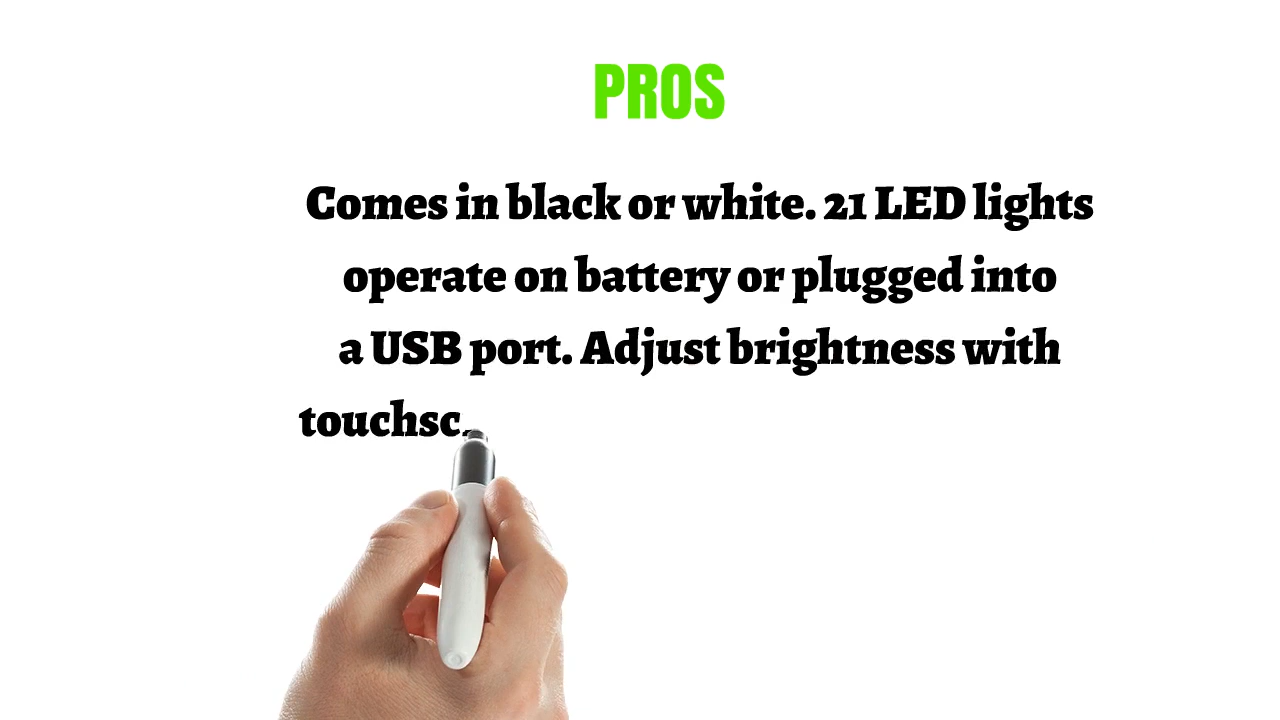 PROS
Comes in black or white. 21 LED lights
operate on battery or plugged into
a USB port. Adjust brightness with
touchsc